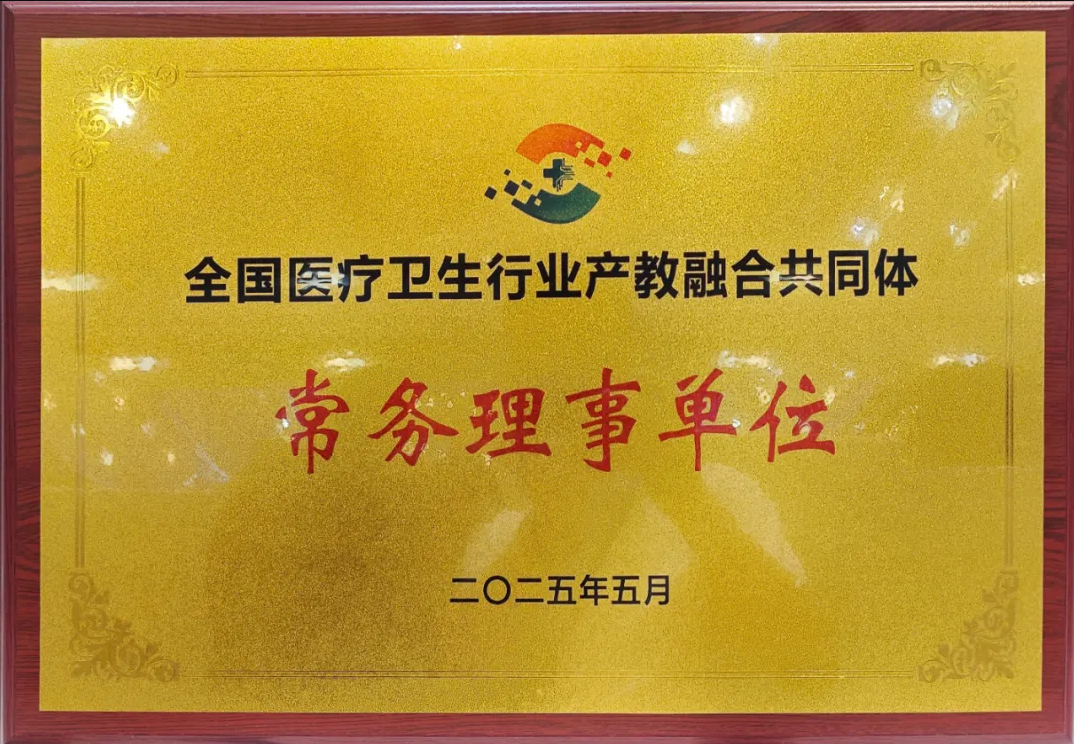 全国医疗卫生行业产教融合共同体
常务理事单位
二〇二五年五月